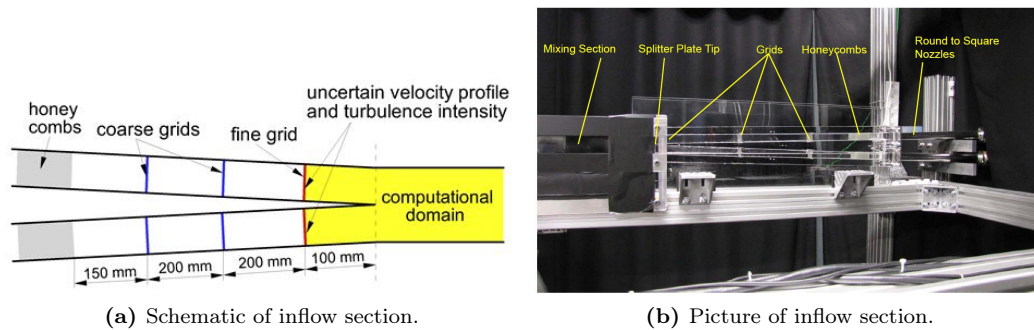 honey
combs
coarse grids
fine grid
uncertain velocity profile
and turbulence intensity
computational
domain
150 mm
200 mm
200 mm
100 mm
(a) Schematic of inflow section.
Mixing Section
Splitter Plate Tip
Grids
Honeycombs
Round to Square
Nozzles
(b) Picture of inflow section.